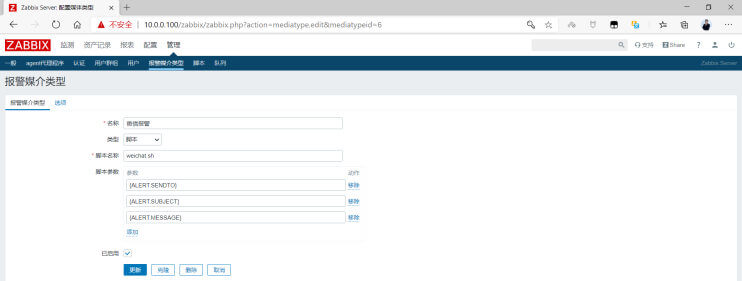 Zabbix Server: 配置媒体类型
不安全 | 10.0.0.100/zabbix/zabbix.php?action=mediatype.edit&mediatypeid=6
ZABBIX 监测 资产记录 报表 配置 管理 支持 Share ?
一般 agent代理程序 认证 用户群组 用户 报警媒介类型 脚本 队列 Zabbix Server
报警媒介类型
报警媒介类型 选项
* 名称 微信报警
类型 脚本
* 脚本名称 weichat.sh
脚本参数 参数 动作
{ALERT.SENDTO} 移除
{ALERT.SUBJECT} 移除
{ALERT.MESSAGE} 移除
添加
已启用
更新 克隆 删除 取消